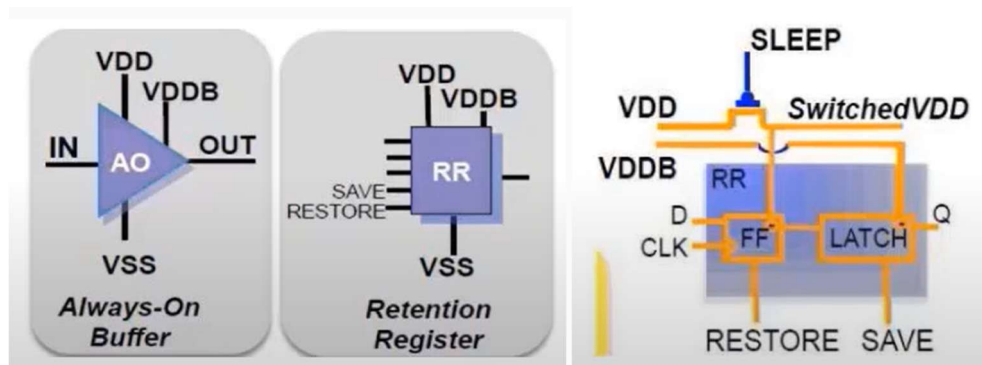 VDD
VDDB
IN
AO
OUT
VSS
Always-On
Buffer
VDD
VDDB
RR
SAVE
RESTORE
VSS
Retention
Register
SLEEP
VDD
SwitchedVDD
VDDB
RR
D
FF
LATCH
Q
CLK
RESTORE
SAVE